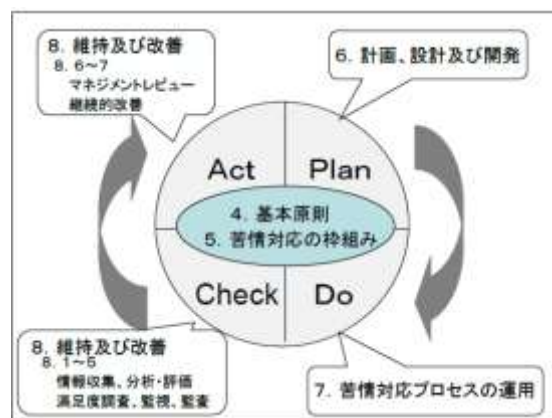 8. 維持及び改善
8. 6～7
マネジメントレビュー
継続的改善
6. 計画、設計及び開発
Act
Plan
4. 基本原則
5. 苦情対応の枠組み
Check
Do
8. 維持及び改善
8. 1～5
情報収集、分析・評価
満足度調査、監視、監査
7. 苦情対応プロセスの運用